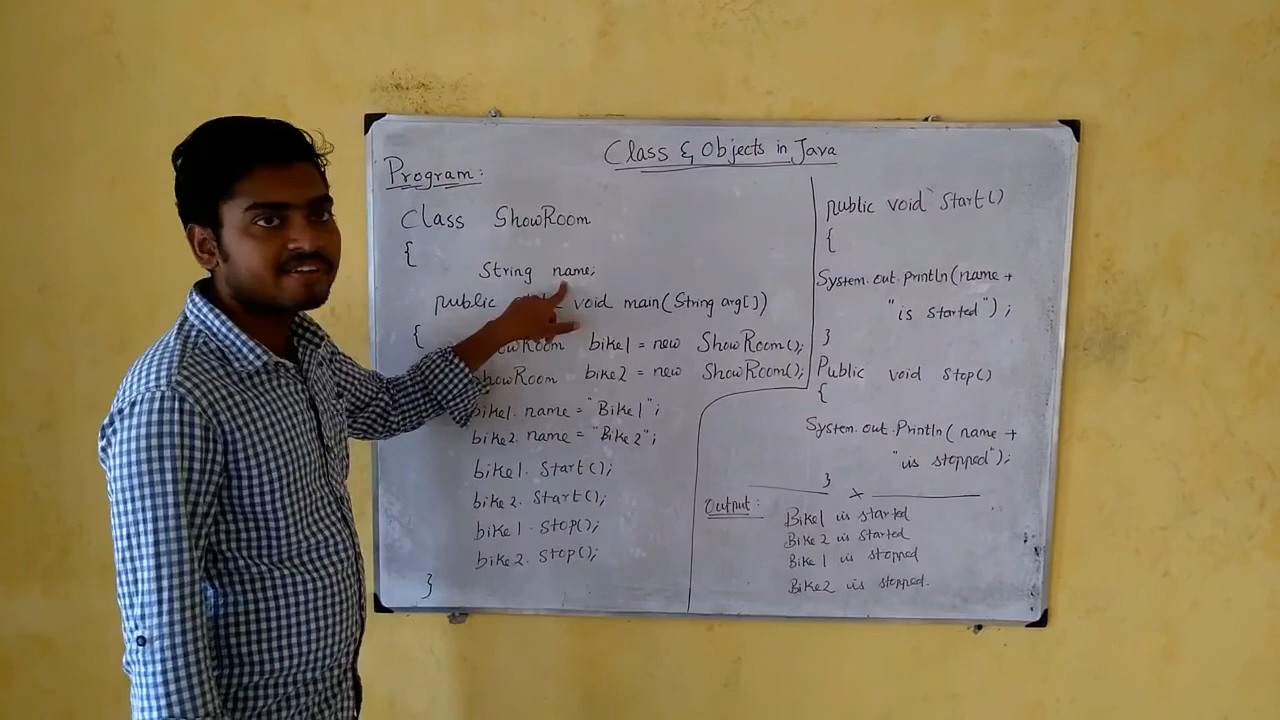 Class & Objects in Java
Program:
Class ShowRoom
{
String name;
public void main(String arg[])
{
ShowRoom bike1 = new ShowRoom();
ShowRoom bike2 = new ShowRoom();
bike1. name = "Bike1";
bike2. name = "Bike2";
bike1. Start();
bike2. Start();
bike1. Stop();
bike2. Stop();
}
public void Start()
{
System.out.println(name +
"is started");
}
Public void Stop()
{
System.out.Println( name +
"is stopped");
}
x
Output:
Bike1 is started
Bike2 is started
Bike1 is stopped
Bike2 is stopped.